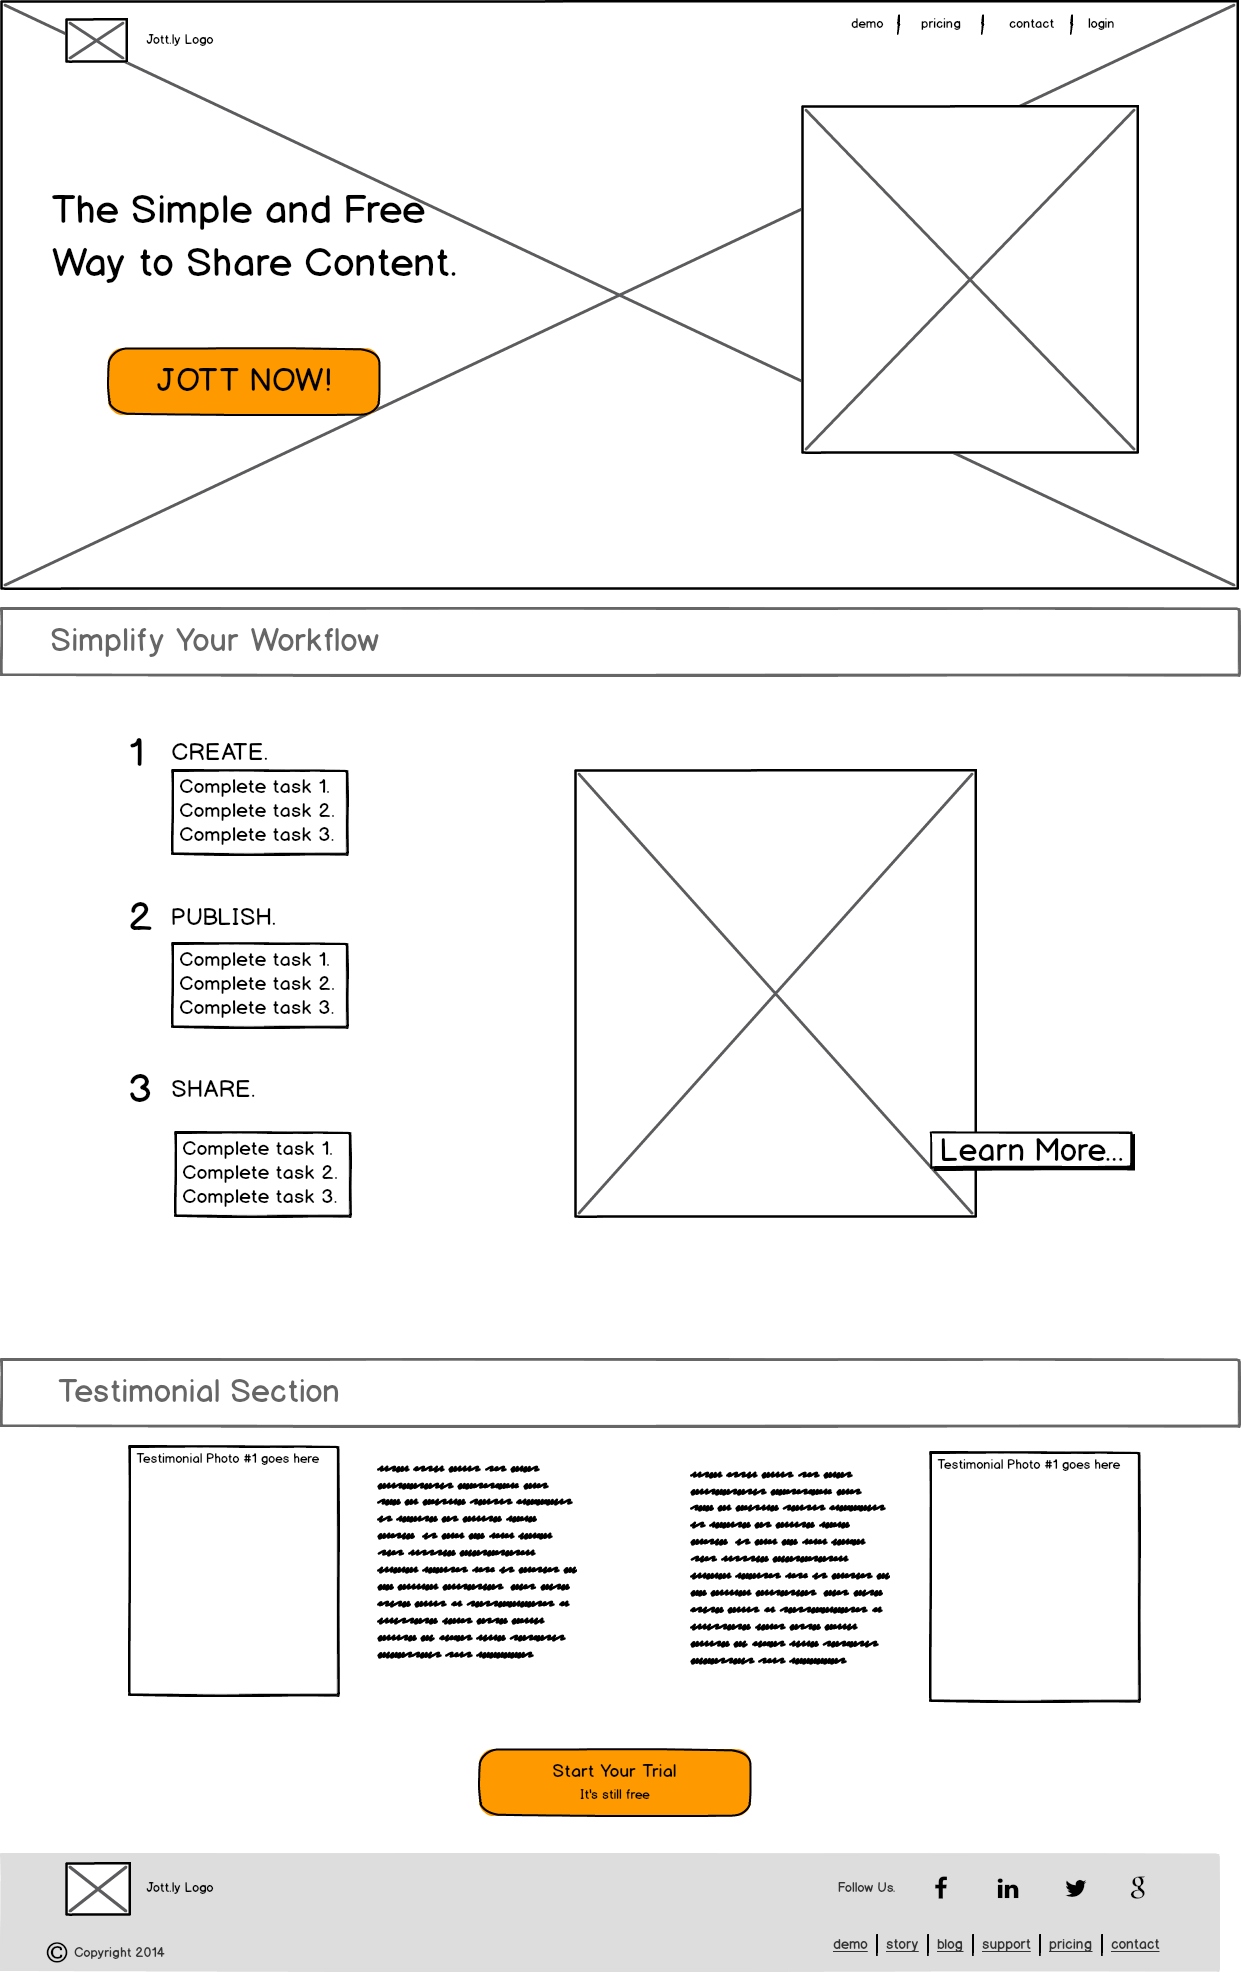 Jott.ly Logo
demo pricing contact login
The Simple and Free
Way to Share Content.
JOTT NOW!
Simplify Your Workflow
1 CREATE.
Complete task 1.
Complete task 2.
Complete task 3.
2 PUBLISH.
Complete task 1.
Complete task 2.
Complete task 3.
3 SHARE.
Complete task 1.
Complete task 2.
Complete task 3.
Learn More...
Testimonial Section
Testimonial Photo #1 goes here
Testimonial Photo #1 goes here
Start Your Trial
It's still free
Jott.ly Logo
Follow Us.
© Copyright 2014
demo story blog support pricing contact